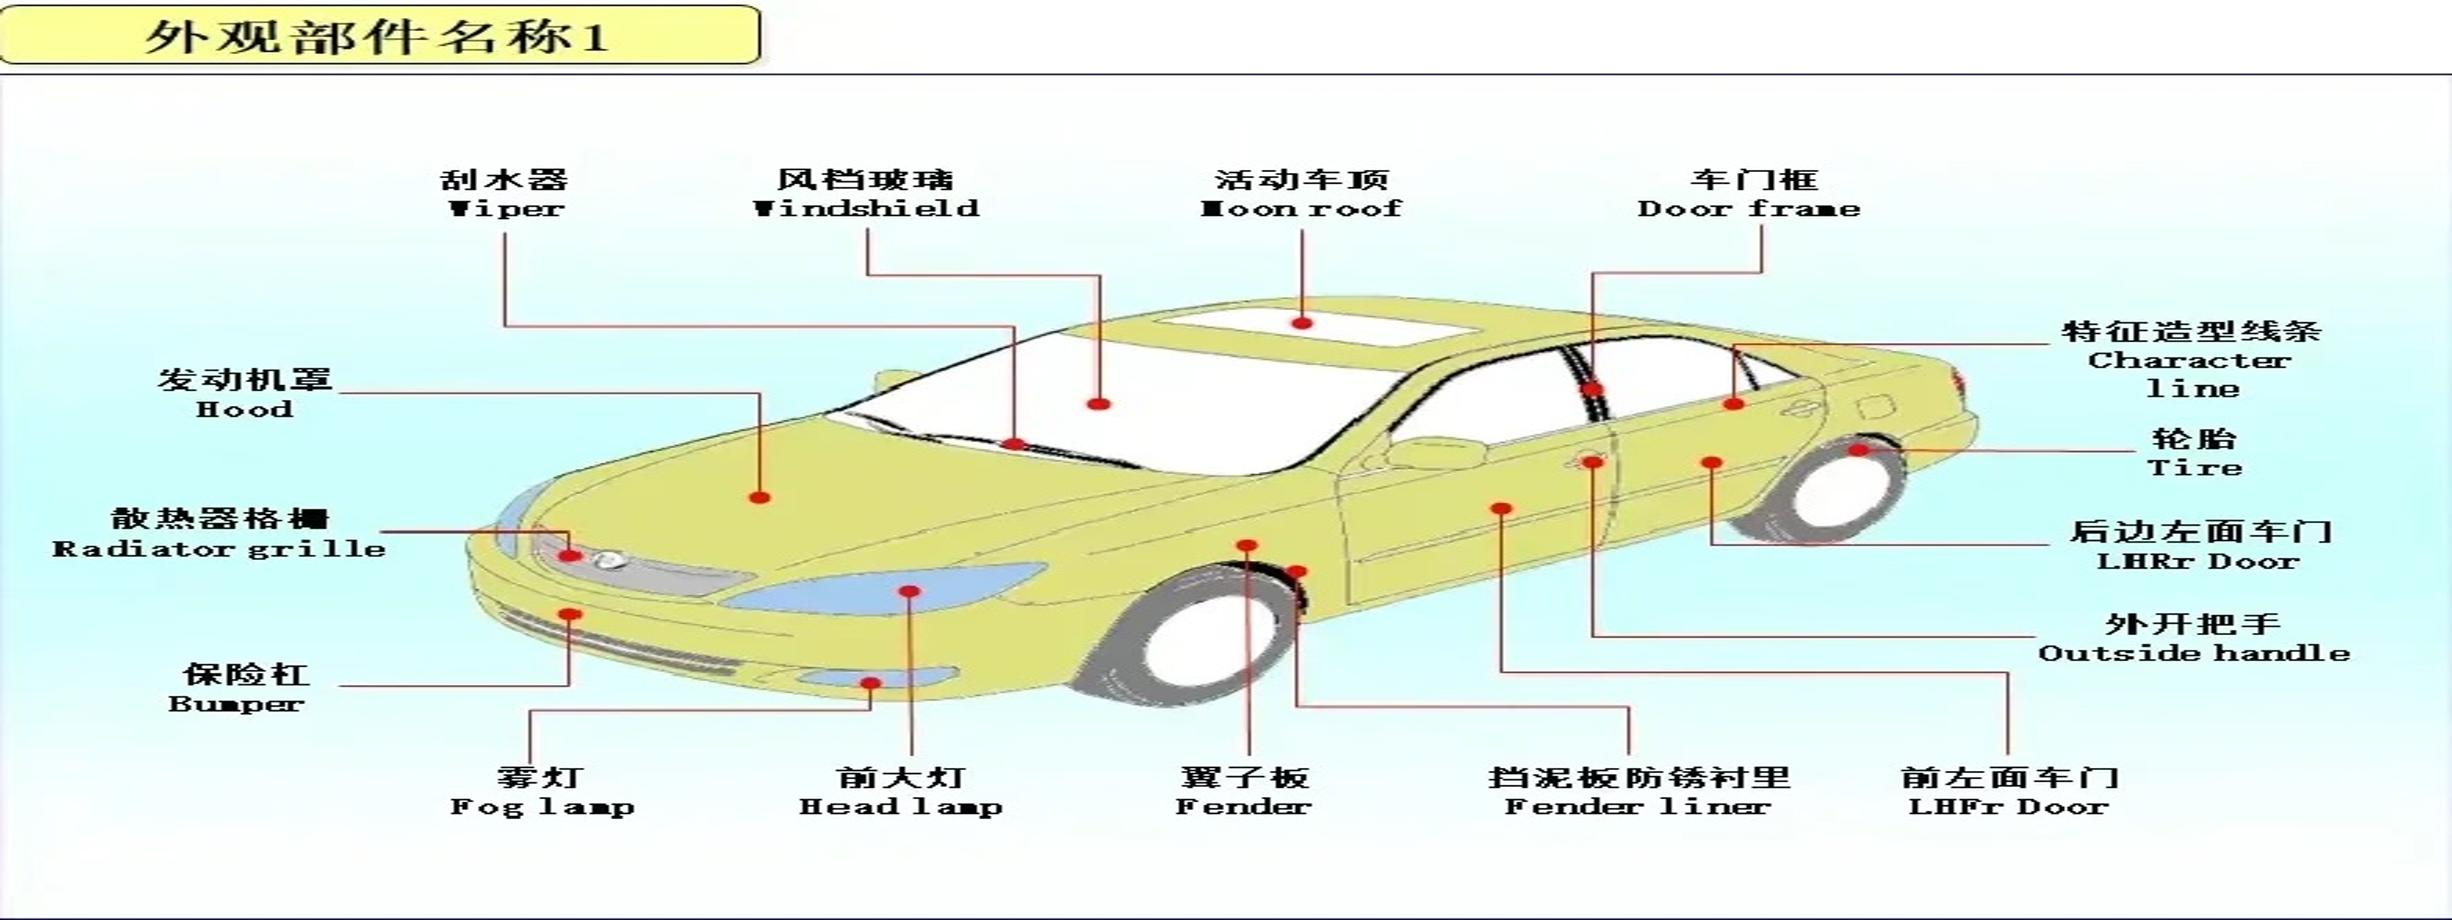 外观部件名称1
刮水器
Wiper
风档玻璃
Windshield
活动车顶
Moon roof
车门框
Door frame
特征造型线条
Character
line
发动机罩
Hood
轮胎
Tire
散热器格栅
Radiator grille
后边左面车门
LHRr Door
外开把手
Outside handle
保险杠
Bumper
雾灯
Fog lamp
前大灯
Head lamp
翼子板
Fender
挡泥板防锈衬里
Fender liner
前左面车门
LHFr Door